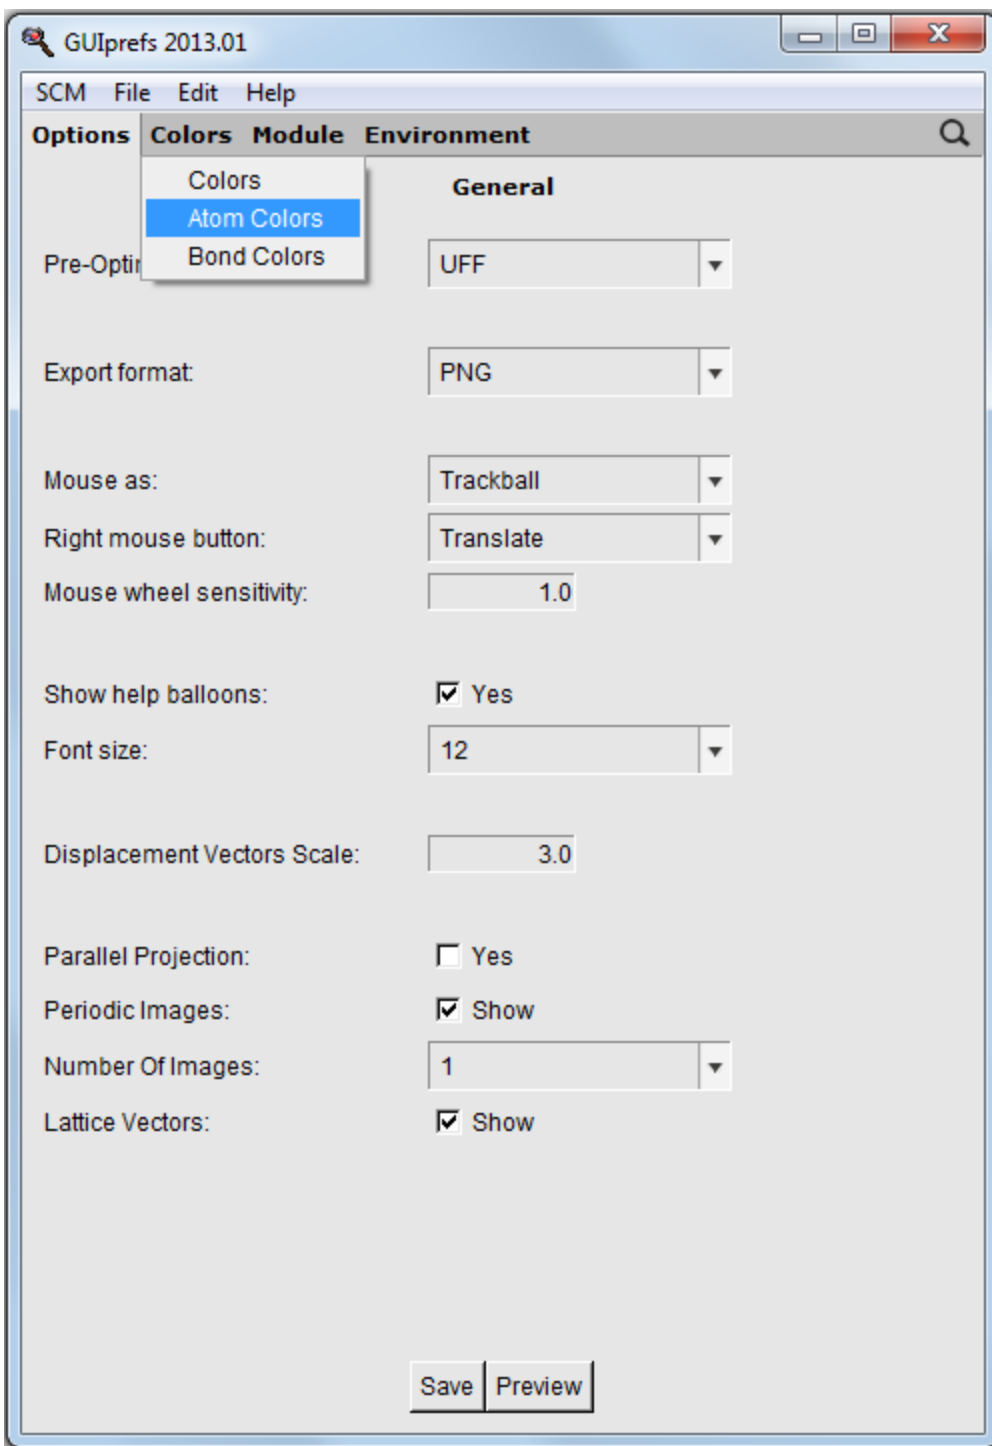 GUIprefs 2013.01
SCM File Edit Help
Options Colors Module Environment
Colors
General
Atom Colors
Bond Colors
UFF
Export format: PNG
Mouse as: Trackball
Right mouse button: Translate
Mouse wheel sensitivity: 1.0
Show help balloons: Yes
Font size: 12
Displacement Vectors Scale: 3.0
Parallel Projection: Yes
Periodic Images: Show
Number Of Images: 1
Lattice Vectors: Show
Save Preview